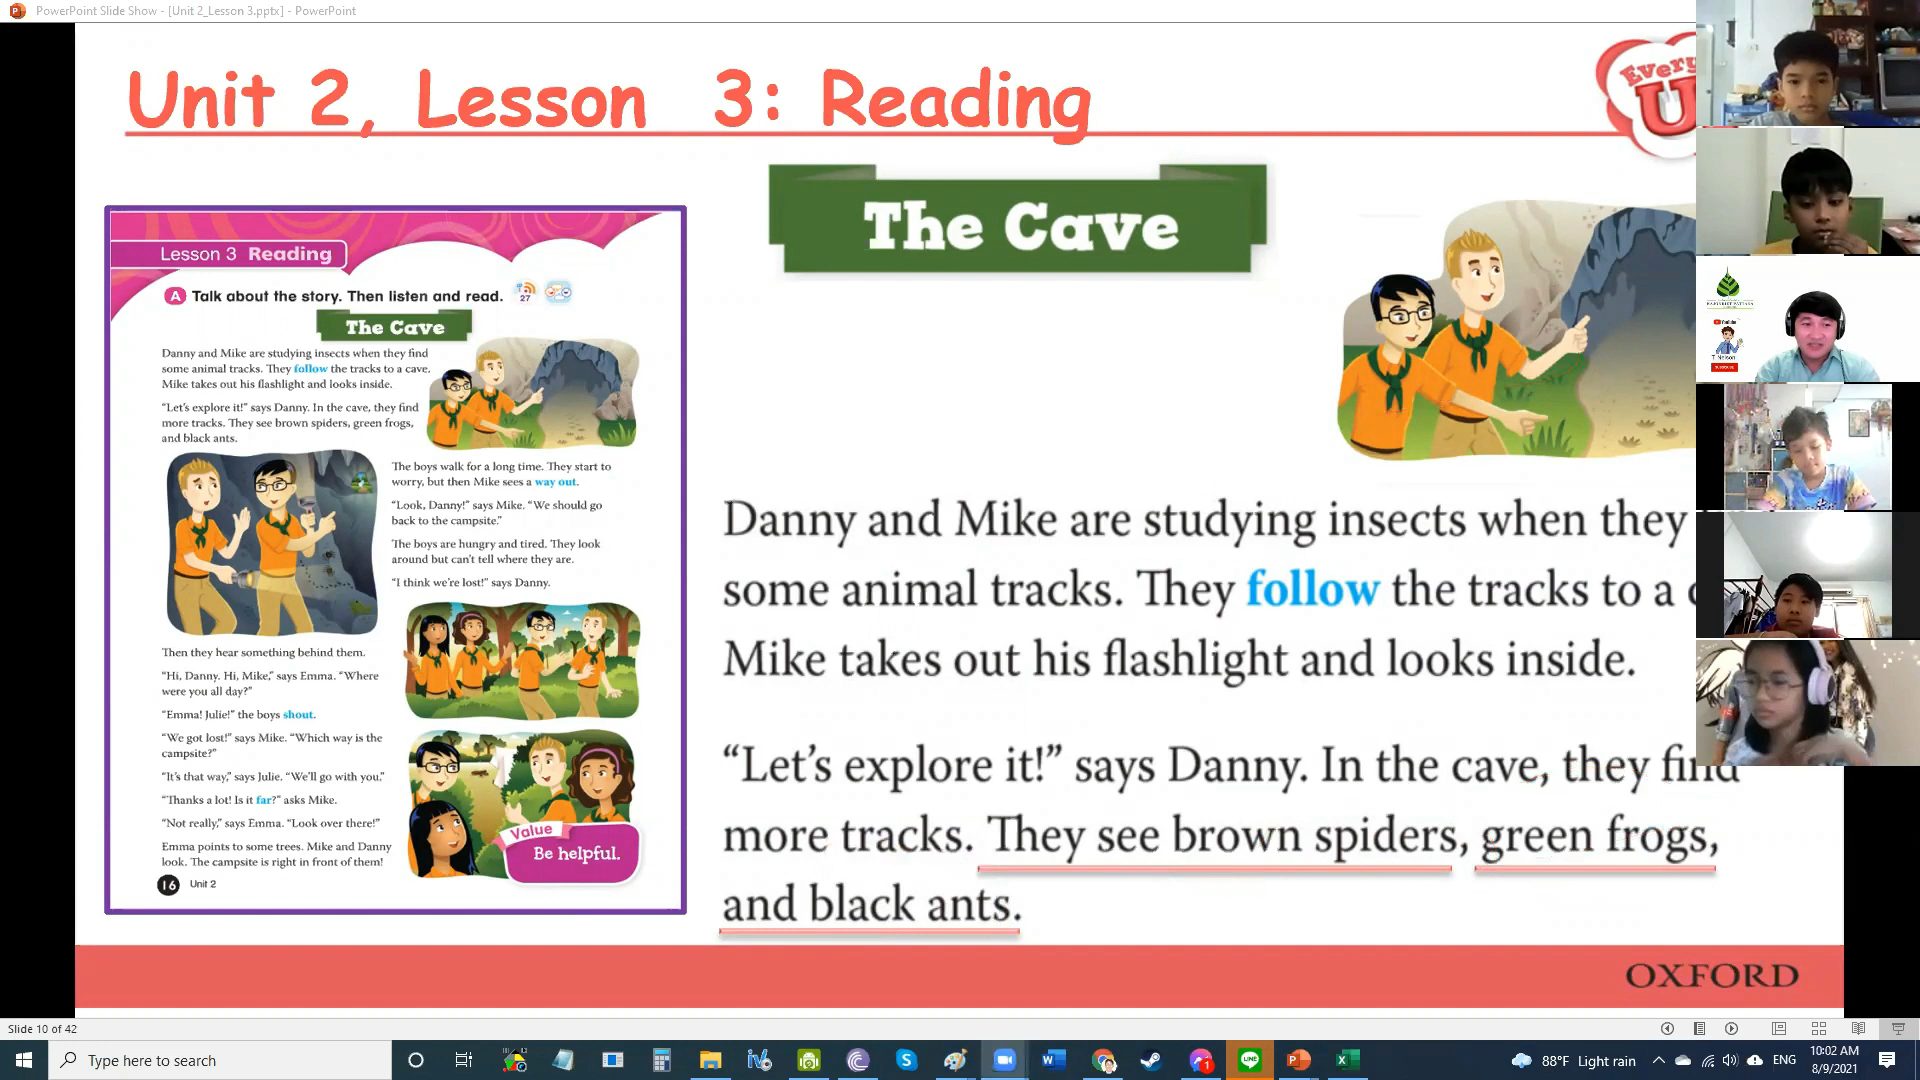 PowerPoint Slide Show - [Unit 2_Lesson 3.pptx] - PowerPoint
Unit 2, Lesson 3: Reading
Every
U
The Cave
Lesson 3 Reading
A Talk about the story. Then listen and read.
27
The Cave
Danny and Mike are studying insects when they find
some animal tracks. They follow the tracks to a cave.
Mike takes out his flashlight and looks inside.
"Let's explore it!" says Danny. In the cave, they find
more tracks. They see brown spiders, green frogs,
and black ants.
The boys walk for a long time. They start to
worry, but then Mike sees a way out.
"Look, Danny!" says Mike. "We should go
back to the campsite."
The boys are hungry and tired. They look
around but can't tell where they are.
"I think we're lost!" says Danny.
Then they hear something behind them.
"Hi, Danny. Hi, Mike," says Emma. "Where
were you all day?"
"Emma! Julie!" the boys shout.
"We got lost!" says Mike. "Which way is the
campsite?"
"It's that way," says Julie. "We'll go with you."
"Thanks a lot! Is it far?" asks Mike.
"Not really," says Emma. "Look over there!"
Emma points to some trees. Mike and Danny
look. The campsite is right in front of them!
Value
Be helpful.
16 Unit 2
Danny and Mike are studying insects when they
some animal tracks. They follow the tracks to a
Mike takes out his flashlight and looks inside.
"Let's explore it!" says Danny. In the cave, they find
more tracks. They see brown spiders, green frogs,
and black ants.
OXFORD
YouTube
T. Nelson
SUBSCRIBE
Slide 10 of 42
Type here to search
88°F Light rain
ENG
10:02 AM
8/9/2021